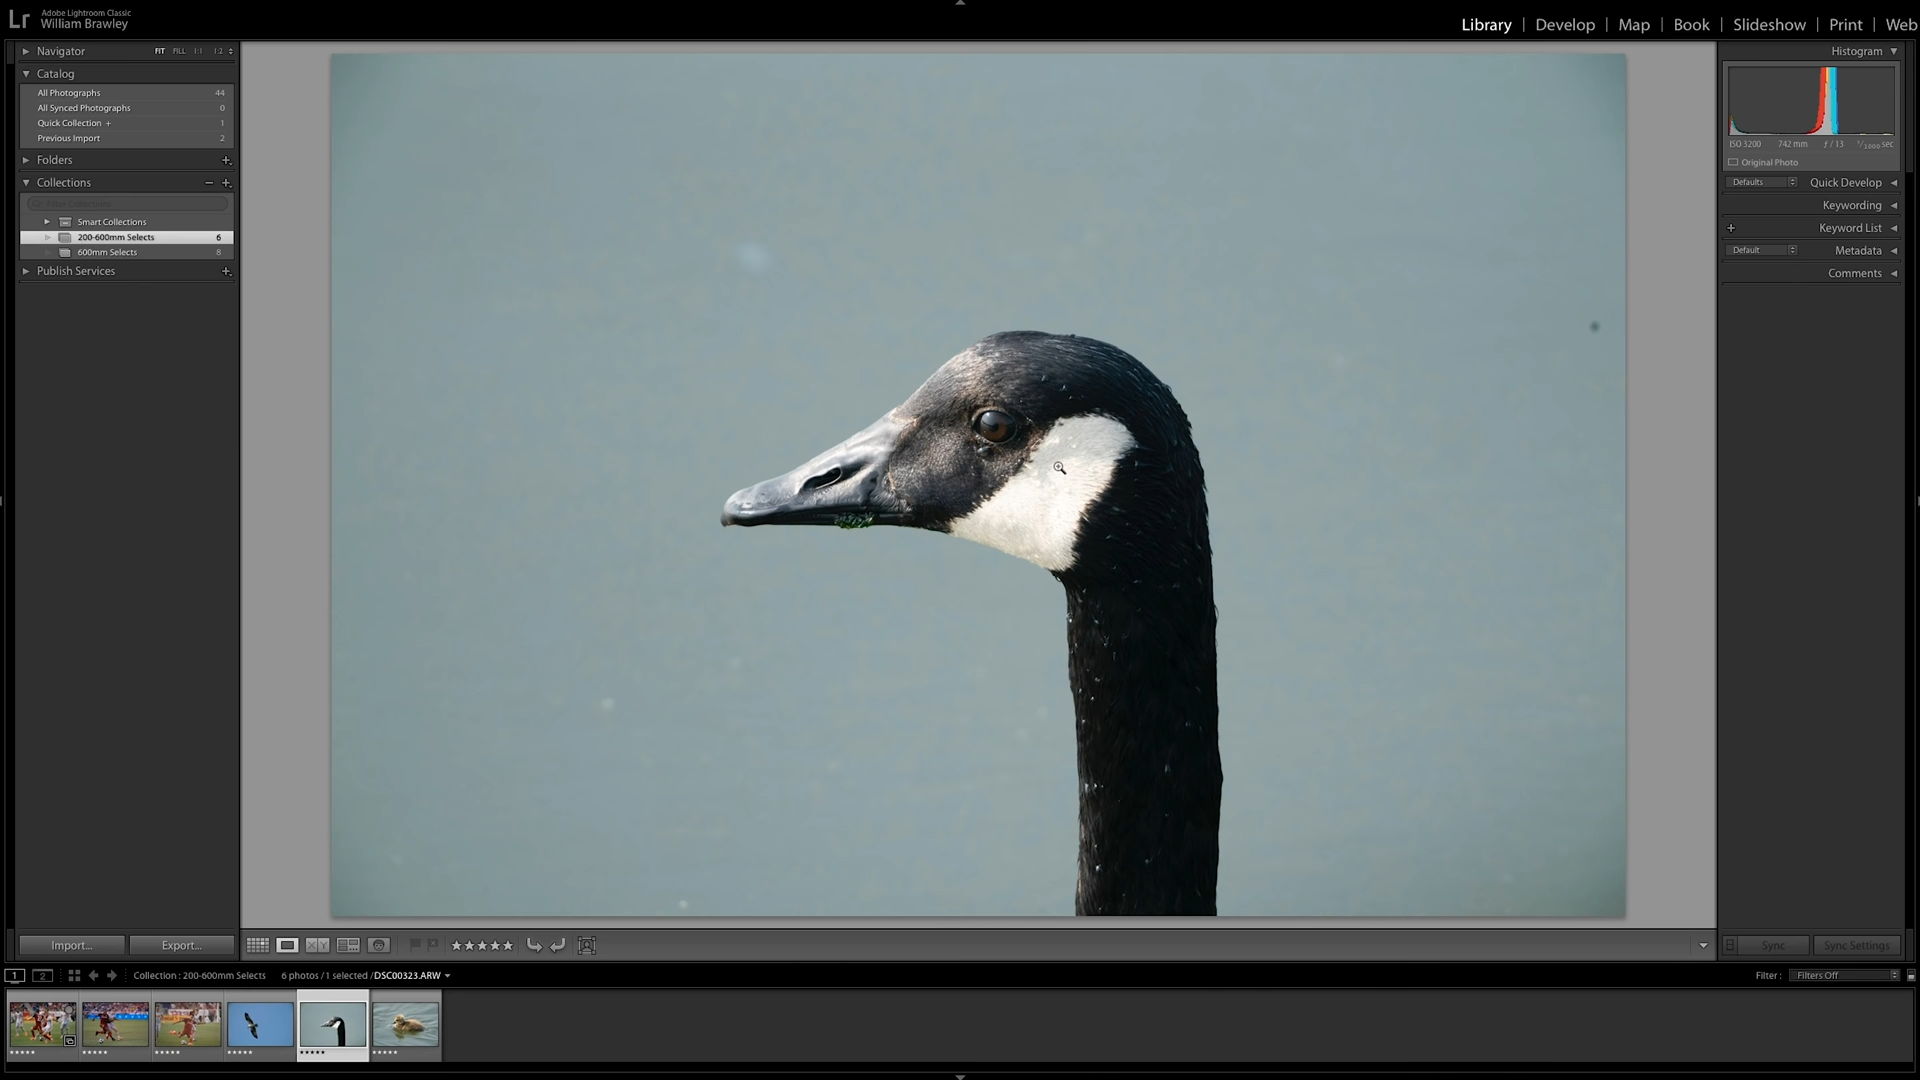 Lr
Adobe Lightroom Classic
William Brawley
Library | Develop | Map | Book | Slideshow | Print | Web
Navigator FIT FILL 1:1 1:2
Catalog
All Photographs 44
All Synced Photographs 0
Quick Collection + 1
Previous Import 2
Folders
Collections
Smart Collections
200-600mm Selects 6
600mm Selects 8
Publish Services
Histogram
ISO 3200 742 mm ƒ / 13 1/1000 sec
Original Photo
Defaults Quick Develop
Keywording
Keyword List
Default Metadata
Comments
Import... Export...
X Y
Sync Sync Settings
1 2 Collection : 200-600mm Selects 6 photos / 1 selected / DSC00323.ARW
Filter : Filters Off